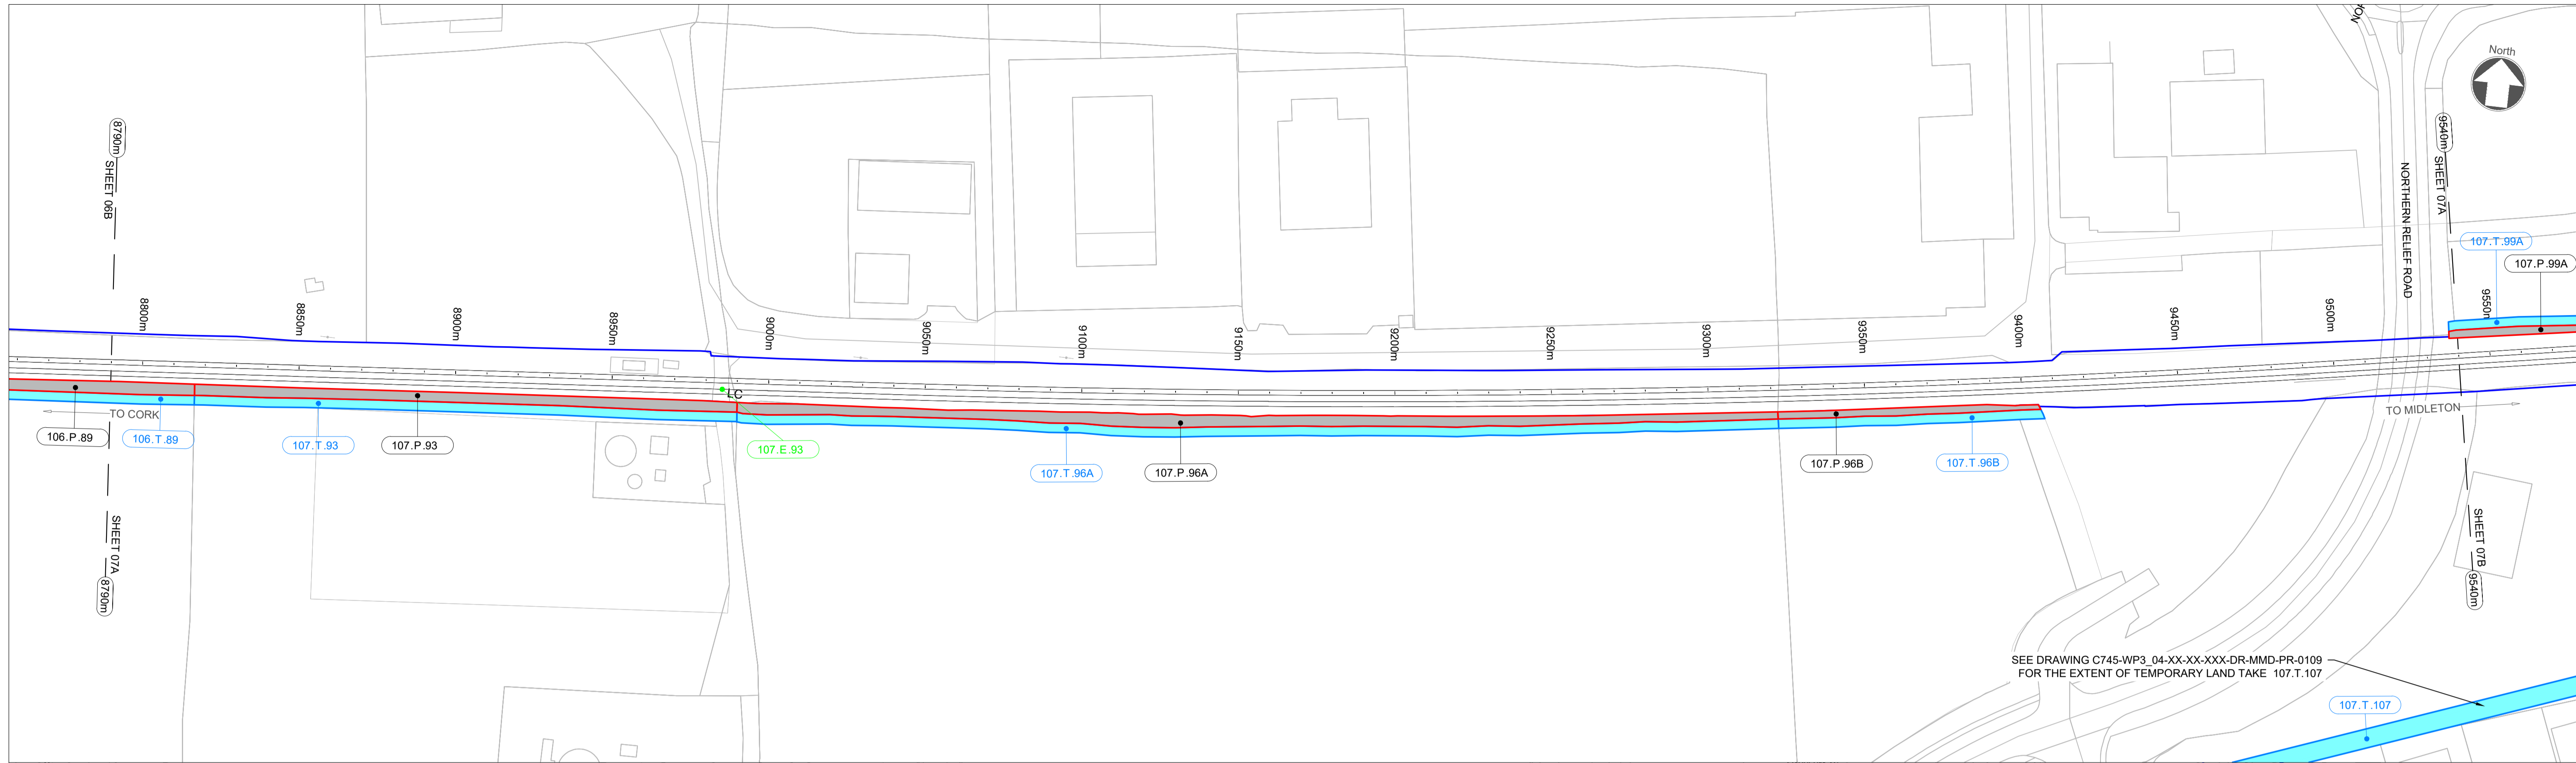 North
8790m
SHEET 06B
9540m
SHEET 07A
NORTHERN RELIEF ROAD
107.T.99A
107.P.99A
8800m
8850m
8900m
8950m
9000m
9050m
9100m
9150m
9200m
9250m
9300m
9350m
9400m
9450m
9500m
9550m
LC
TO CORK
TO MIDLETON
106.P.89
106.T.89
107.T.93
107.P.93
107.E.93
107.T.96A
107.P.96A
107.P.96B
107.T.96B
SHEET 07A
8790m
SHEET 07B
9540m
SEE DRAWING C745-WP3_04-XX-XX-XXX-DR-MMD-PR-0109
FOR THE EXTENT OF TEMPORARY LAND TAKE 107.T.107
107.T.107